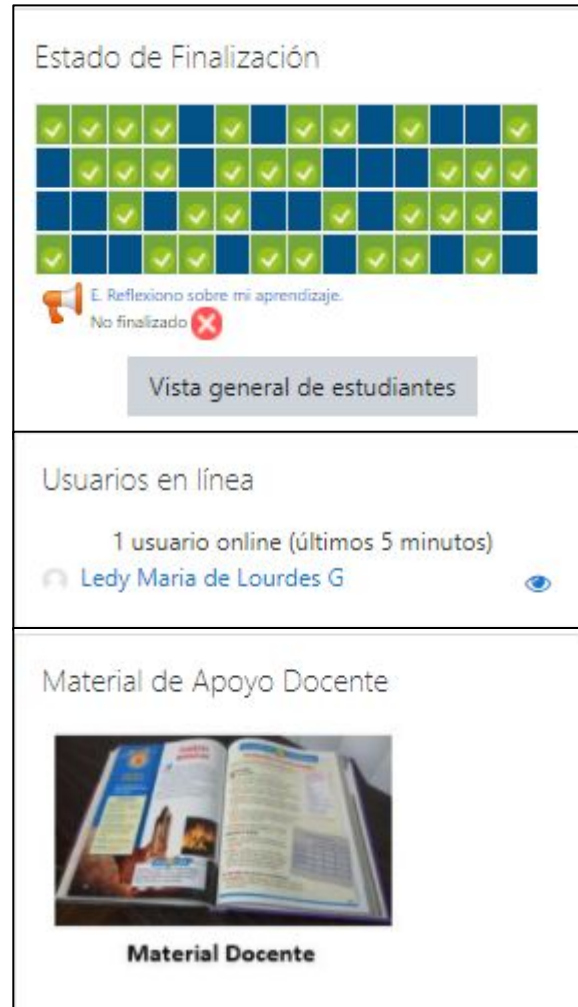 Estado de Finalización
E. Reflexiono sobre mi aprendizaje.
No finalizado
Vista general de estudiantes
Usuarios en línea
1 usuario online (últimos 5 minutos)
Ledy Maria de Lourdes G
Material de Apoyo Docente
Material Docente